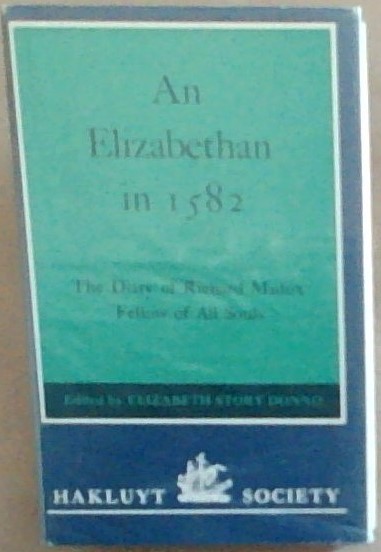 An
Elizabethan
in 1582
The Diary of Richard Madox
Fellow of All Souls
Edited by ELIZABETH STORY DONNO
HAKLUYT SOCIETY